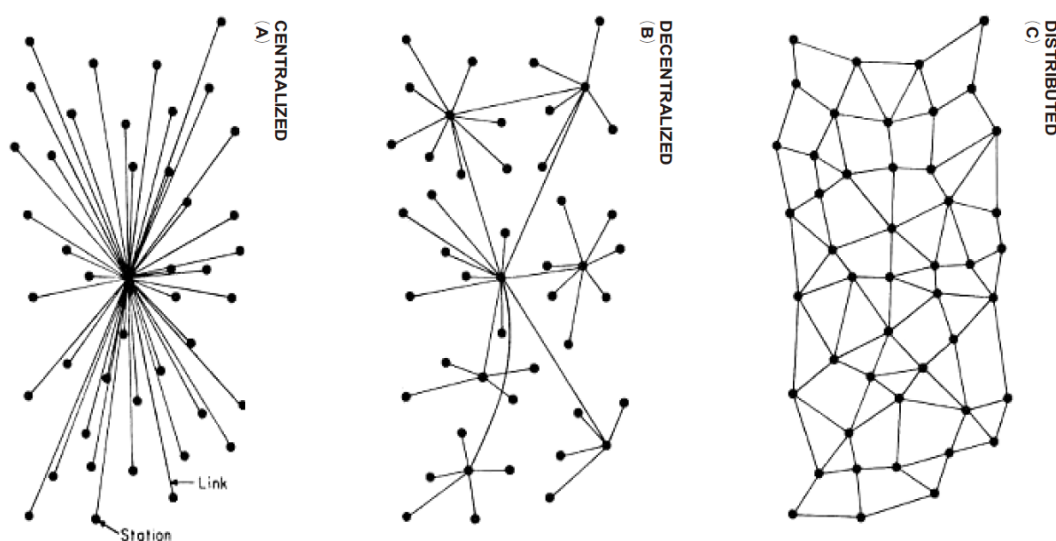 CENTRALIZED
(A)
DECENTRALIZED
(B)
DISTRIBUTED
(C)
Link
Station